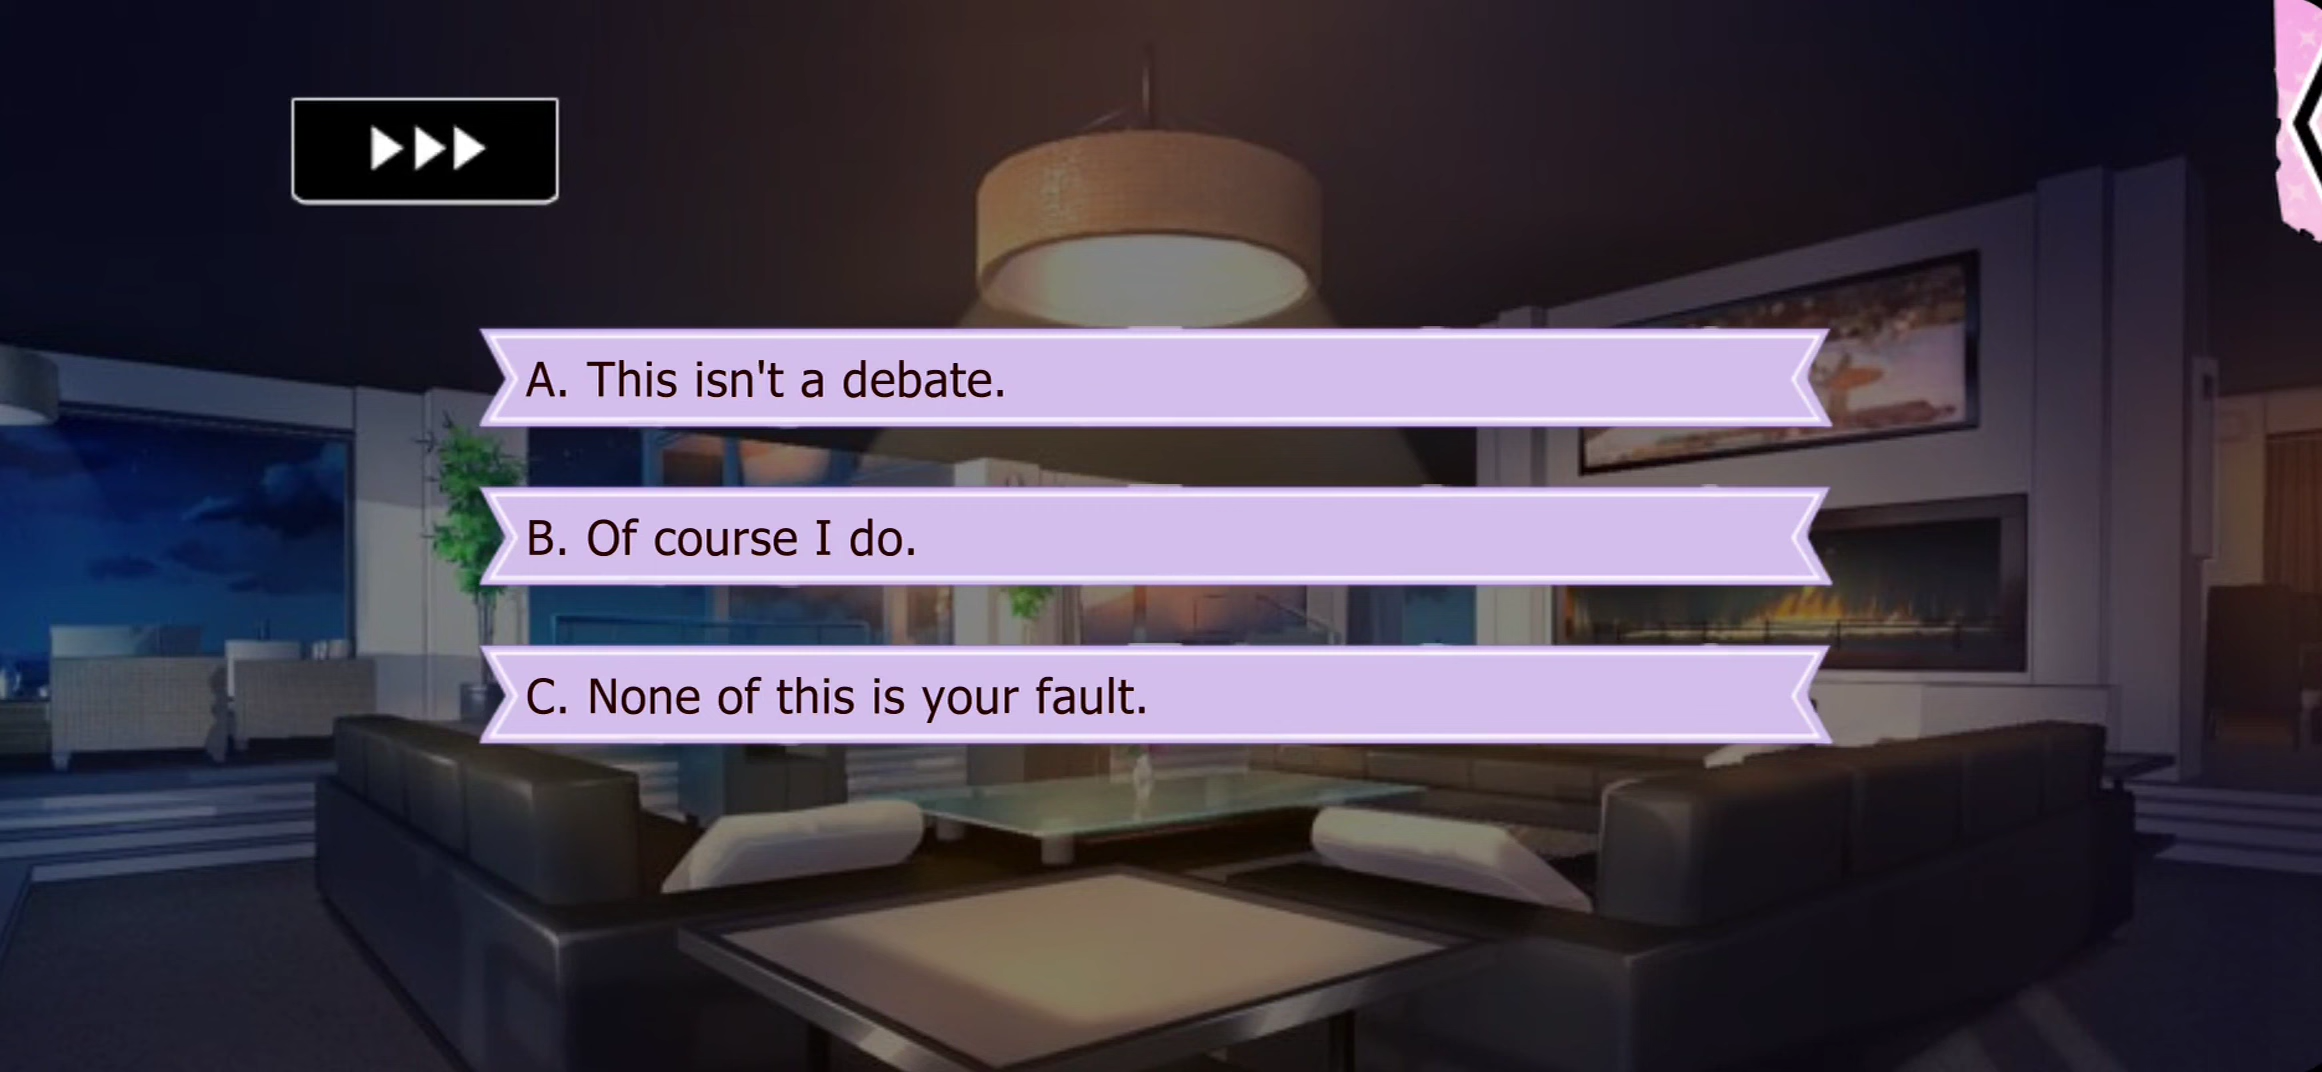 A. This isn't a debate.
B. Of course I do.
C. None of this is your fault.